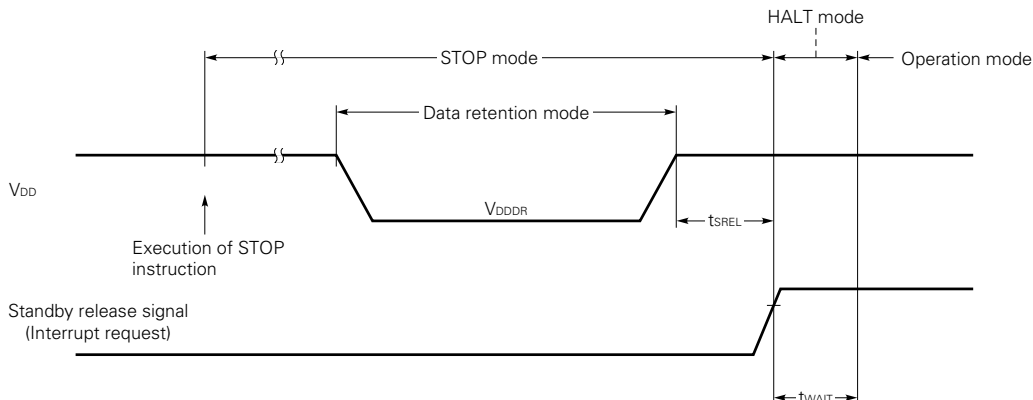 HALT mode
STOP mode
Operation mode
Data retention mode
VDD
VDDDR
tSREL
Execution of STOP
instruction
Standby release signal
(Interrupt request)
tWAIT